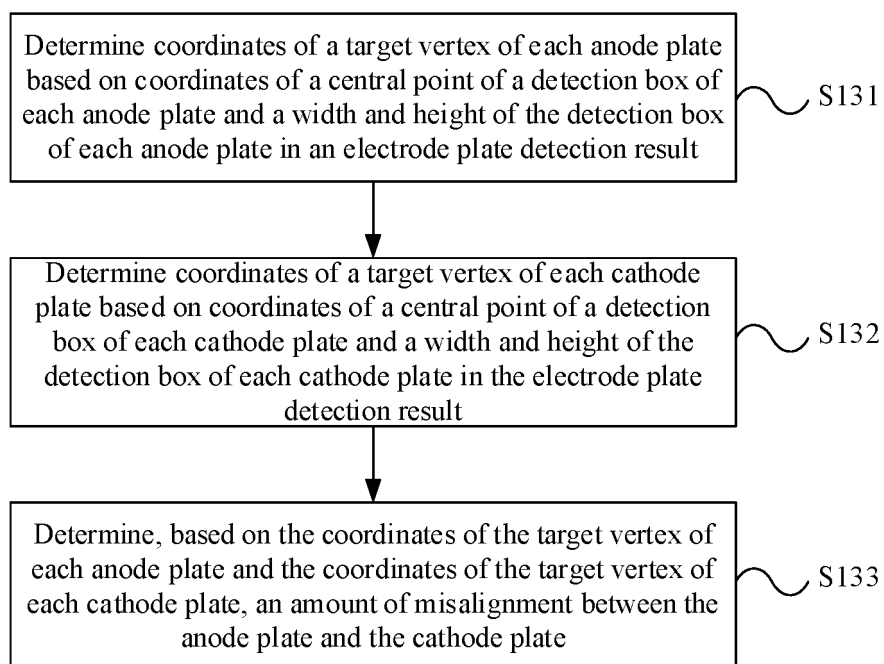 Determine coordinates of a target vertex of each anode plate
based on coordinates of a central point of a detection box of
each anode plate and a width and height of the detection box
of each anode plate in an electrode plate detection result
S131
Determine coordinates of a target vertex of each cathode
plate based on coordinates of a central point of a detection
box of each cathode plate and a width and height of the
detection box of each cathode plate in the electrode plate
detection result
S132
Determine, based on the coordinates of the target vertex of
each anode plate and the coordinates of the target vertex of
each cathode plate, an amount of misalignment between the
anode plate and the cathode plate
S133